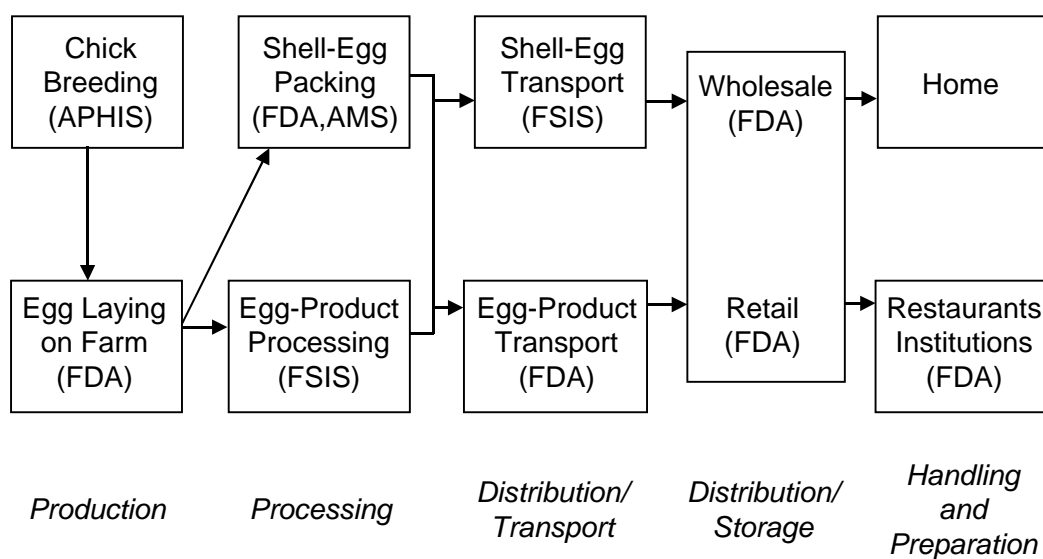 Chick
Breeding
(APHIS)
Shell-Egg
Packing
(FDA,AMS)
Shell-Egg
Transport
(FSIS)
Wholesale
(FDA)
Home
Egg Laying
on Farm
(FDA)
Egg-Product
Processing
(FSIS)
Egg-Product
Transport
(FDA)
Retail
(FDA)
Restaurants
Institutions
(FDA)
Production
Processing
Distribution/
Transport
Distribution/
Storage
Handling
and
Preparation